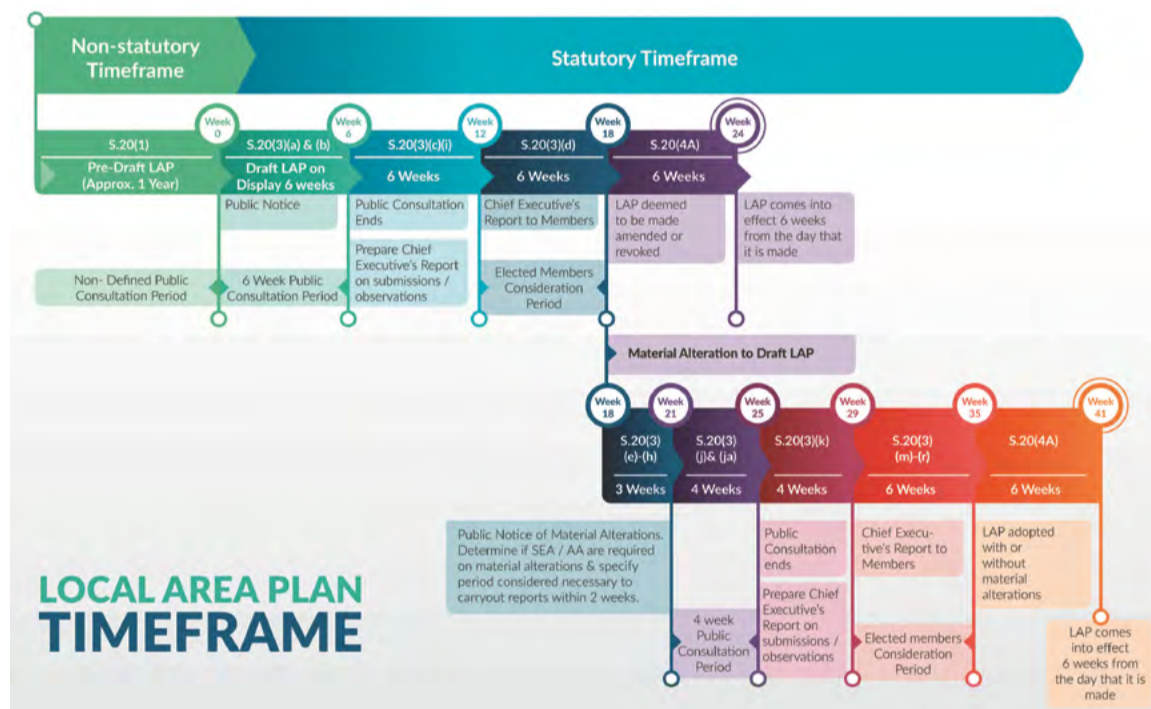 Non-statutory
Timeframe
Statutory Timeframe
Week
0
Week
6
Week
12
Week
18
Week
24
S.20(1)
Pre-Draft LAP
(Approx. 1 Year)
S.20(3)(a) & (b)
Draft LAP on
Display 6 weeks
S.20(3)(c)(i)
6 Weeks
S.20(3)(d)
6 Weeks
S.20(4A)
6 Weeks
Public Notice
Public Consultation
Ends
Chief Executive's
Report to Members
LAP deemed
to be made
amended or
revoked
LAP comes into
effect 6 weeks
from the day that
it is made
Non- Defined Public
Consultation Period
6 Week Public
Consultation Period
Prepare Chief
Executive's Report
on submissions /
observations
Elected Members
Consideration
Period
Material Alteration to Draft LAP
Week
18
Week
21
Week
25
Week
29
Week
35
Week
41
S.20(3)
(e)-(h)
3 Weeks
S.20(3)
(j)& (ja)
4 Weeks
S.20(3)(k)
4 Weeks
S.20(3)
(m)-(r)
6 Weeks
S.20(4A)
6 Weeks
Public Notice of Material Alterations.
Determine if SEA / AA are required
on material alterations & specify
period considered necessary to
carryout reports within 2 weeks.
4 week
Public
Consultation
Period
Public
Consultation
ends
Prepare Chief
Executive's
Report on
submissions /
observations
Chief Execu-
tive's Report to
Members
Elected members
Consideration
Period
LAP adopted
with or
without
material
alterations
LAP comes
into effect
6 weeks from
the day that it is
made
LOCAL AREA PLAN
TIMEFRAME